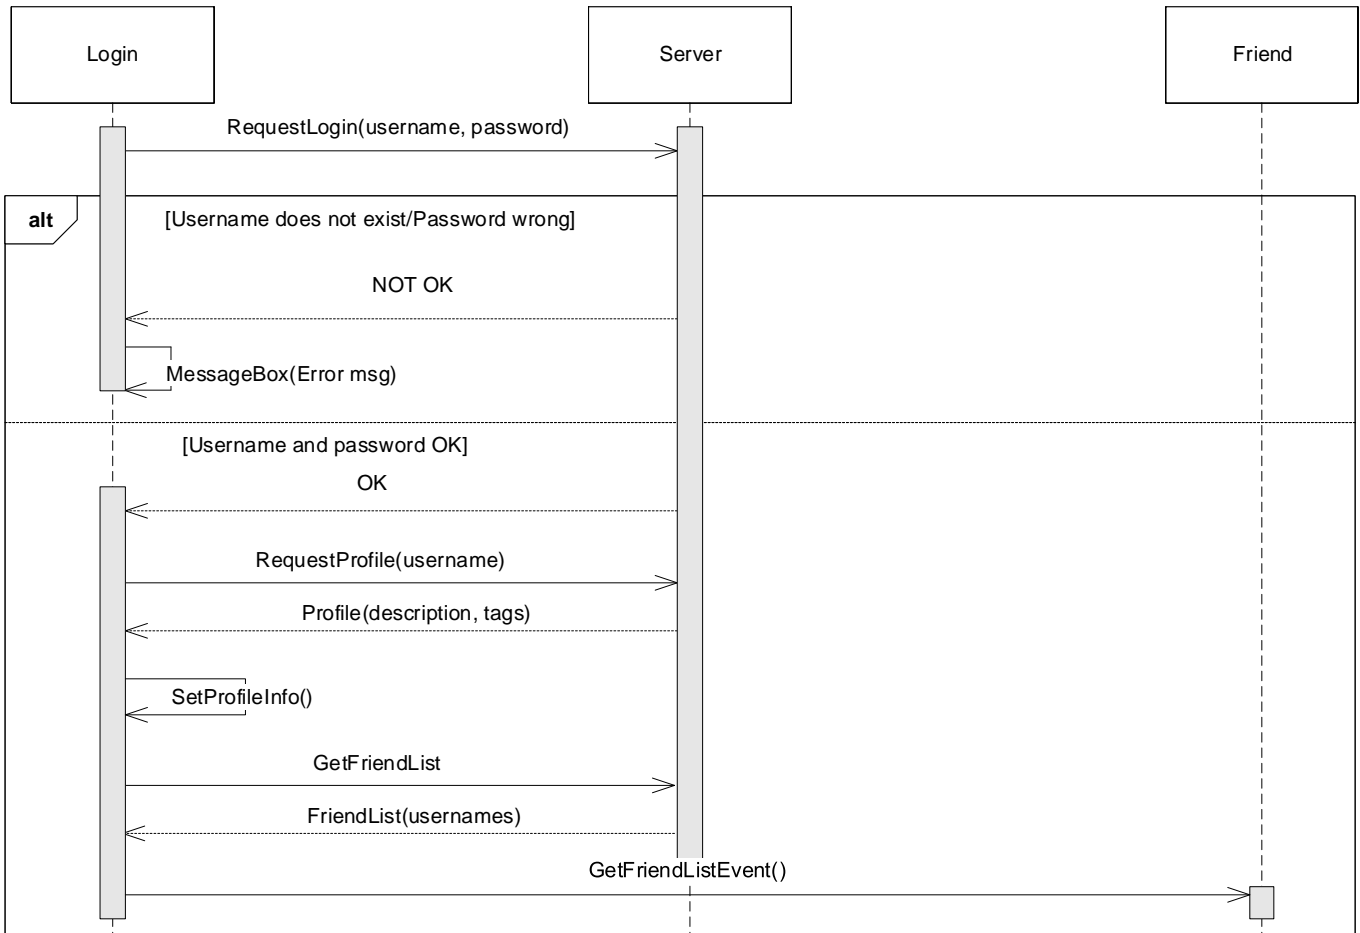 Login
Server
Friend
RequestLogin(username, password)
alt
[Username does not exist/Password wrong]
NOT OK
MessageBox(Error msg)
[Username and password OK]
OK
RequestProfile(username)
Profile(description, tags)
SetProfileInfo()
GetFriendList
FriendList(usernames)
GetFriendListEvent()